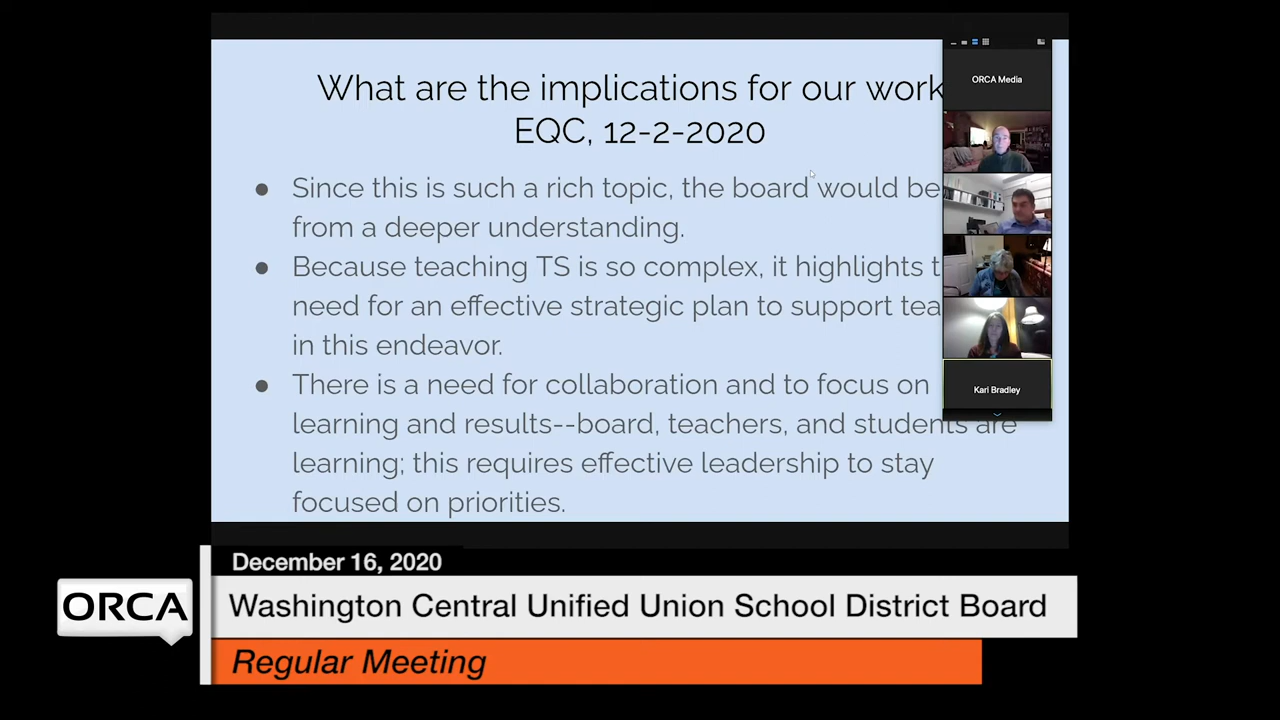 What are the implications for our work
EQC, 12-2-2020
● Since this is such a rich topic, the board would be
from a deeper understanding.
● Because teaching TS is so complex, it highlights t
need for an effective strategic plan to support tea
in this endeavor.
● There is a need for collaboration and to focus on
learning and results--board, teachers, and students are
learning; this requires effective leadership to stay
focused on priorities.
ORCA Media
Kari Bradley
December 16, 2020
ORCA
Washington Central Unified Union School District Board
Regular Meeting